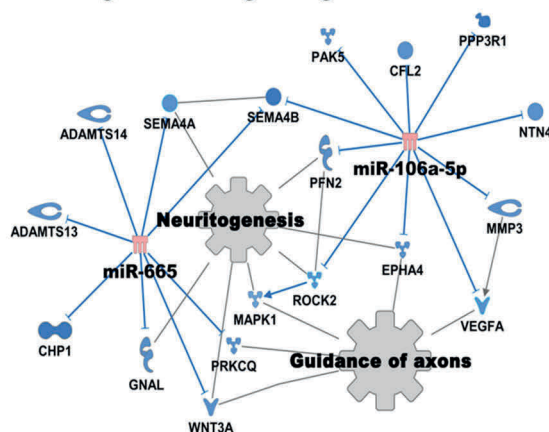 PPP3R1
PAK5
CFL2
SEMA4A
SEMA4B
NTN4
ADAMTS14
miR-106a-5p
PFN2
ADAMTS13
Neuritogenesis
MMP3
miR-665
EPHA4
ROCK2
MAPK1
VEGFA
CHP1
GNAL
PRKCQ
Guidance of axons
WNT3A